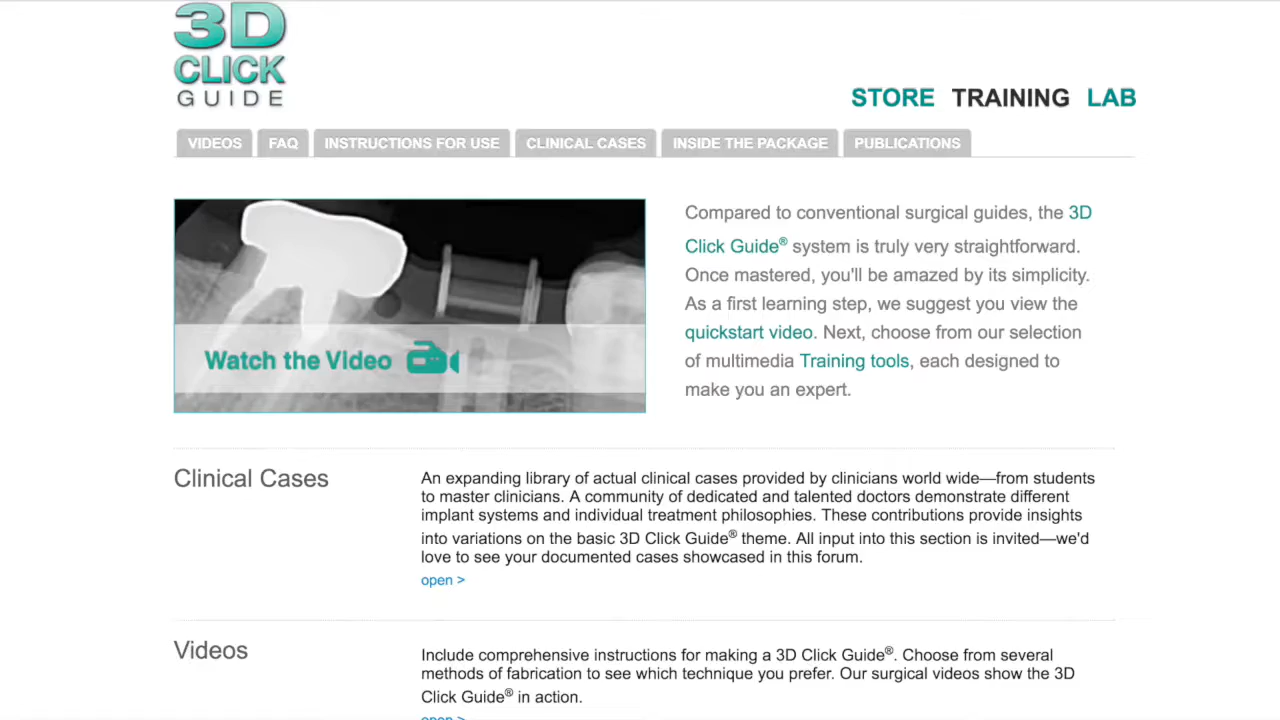 3D
CLICK
GUIDE
STORE TRAINING LAB
VIDEOS FAQ INSTRUCTIONS FOR USE CLINICAL CASES INSIDE THE PACKAGE PUBLICATIONS
Watch the Video
Compared to conventional surgical guides, the 3D
Click Guide® system is truly very straightforward.
Once mastered, you'll be amazed by its simplicity.
As a first learning step, we suggest you view the
quickstart video. Next, choose from our selection
of multimedia Training tools, each designed to
make you an expert.
Clinical Cases
An expanding library of actual clinical cases provided by clinicians world wide—from students
to master clinicians. A community of dedicated and talented doctors demonstrate different
implant systems and individual treatment philosophies. These contributions provide insights
into variations on the basic 3D Click Guide® theme. All input into this section is invited—we'd
love to see your documented cases showcased in this forum.
open >
Videos
Include comprehensive instructions for making a 3D Click Guide®. Choose from several
methods of fabrication to see which technique you prefer. Our surgical videos show the 3D
Click Guide® in action.
open >